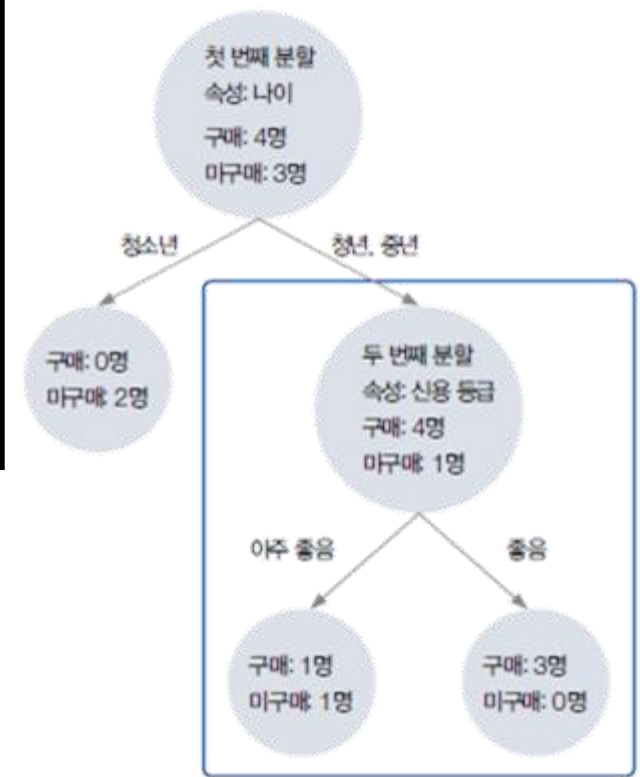 첫 번째 분할
속성: 나이
구매: 4명
미구매: 3명
청소년
청년, 중년
구매: 0명
미구매: 2명
두 번째 분할
속성: 신용 등급
구매: 4명
미구매: 1명
아주 좋음
좋음
구매: 1명
미구매: 1명
구매: 3명
미구매: 0명